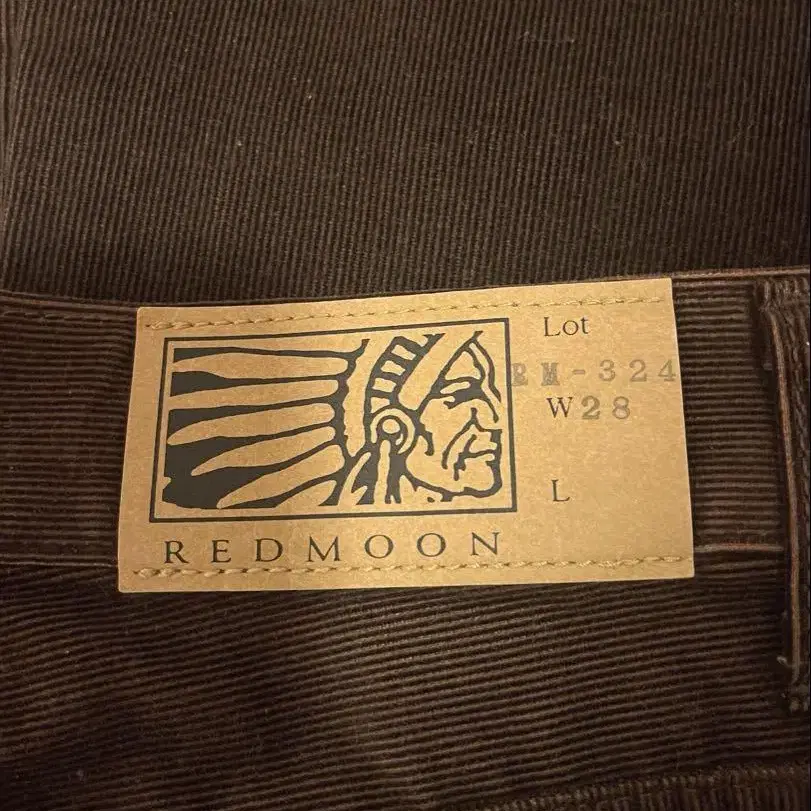 Lot
RM-324
W28
L
REDMOON